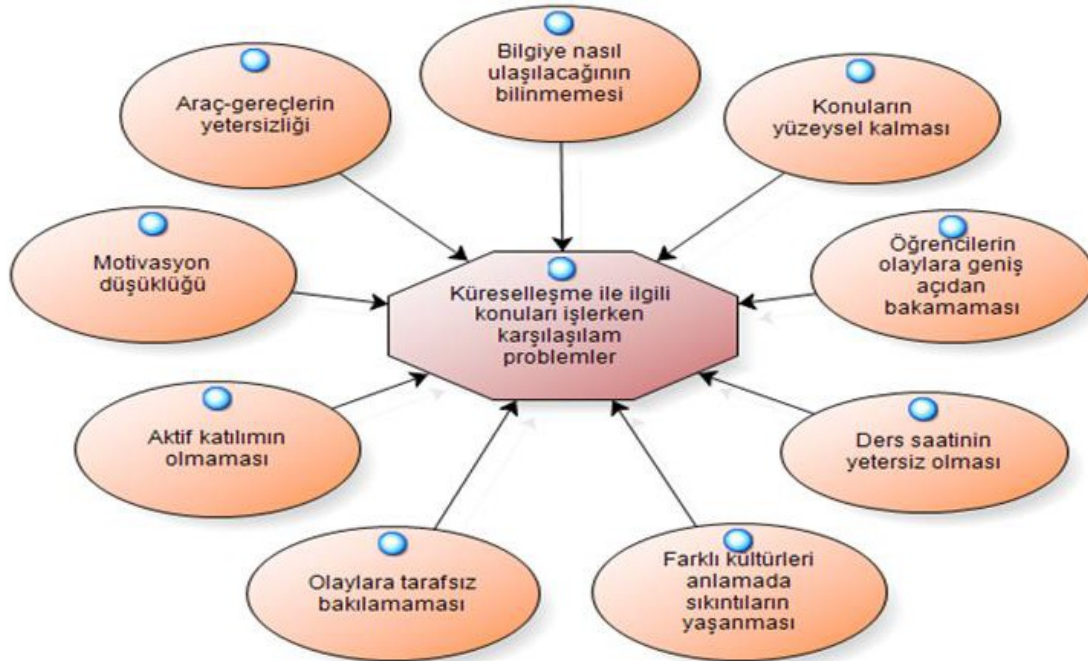 Bilgiye nasıl
ulaşılacağının
bilinmemesi
Araç-gereçlerin
yetersizliği
Konuların
yüzeysel kalması
Motivasyon
düşüklüğü
Küreselleşme ile ilgili
konuları işlerken
karşılaşılam
problemler
Öğrencilerin
olaylara geniş
açıdan
bakamaması
Aktif katılımın
olmaması
Ders saatinin
yetersiz olması
Olaylara tarafsız
bakılamaması
Farklı kültürleri
anlamada
sıkıntıların
yaşanması